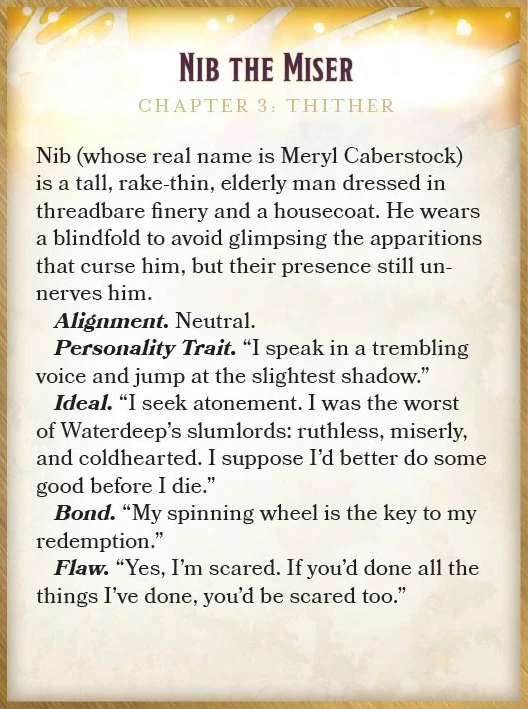 NIB THE MISER
CHAPTER 3: THITHER
Nib (whose real name is Meryl Caberstock)
is a tall, rake-thin, elderly man dressed in
threadbare finery and a housecoat. He wears
a blindfold to avoid glimpsing the apparitions
that curse him, but their presence still un-
nerves him.
Alignment. Neutral.
Personality Trait. “I speak in a trembling
voice and jump at the slightest shadow.”
Ideal. “I seek atonement. I was the worst
of Waterdeep’s slumlords: ruthless, miserly,
and coldhearted. I suppose I’d better do some
good before I die.”
Bond. “My spinning wheel is the key to my
redemption.”
Flaw. “Yes, I’m scared. If you’d done all the
things I’ve done, you’d be scared too.”